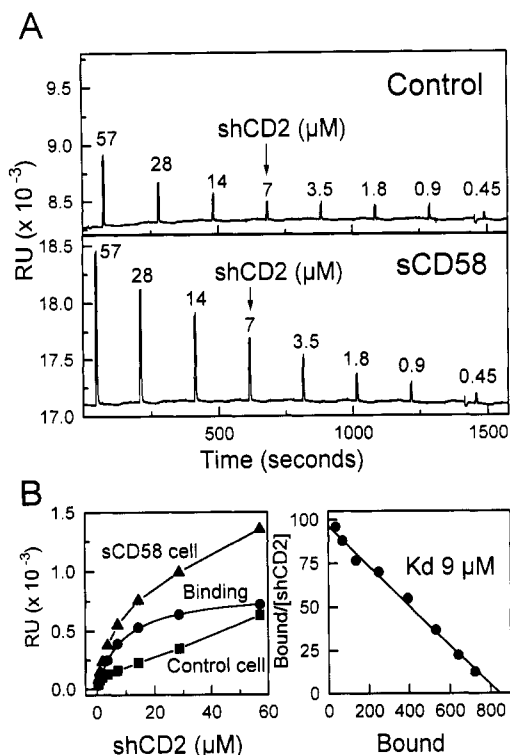 A
Control
9.5
9.0
8.5
57
28
14
shCD2 (µM)
7
3.5
1.8
0.9
0.45
RU (x 10⁻³)
sCD58
18.5
18.0
17.5
17.0
57
28
14
shCD2 (µM)
7
3.5
1.8
0.9
0.45
500
1000
1500
Time (seconds)
B
1.5
1.0
0.5
0.0
RU (x 10⁻³)
sCD58 cell
Binding
Control cell
0
20
40
60
shCD2 (µM)
100
75
50
25
0
Bound/[shCD2]
Kd 9 µM
0
200
400
600
800
Bound